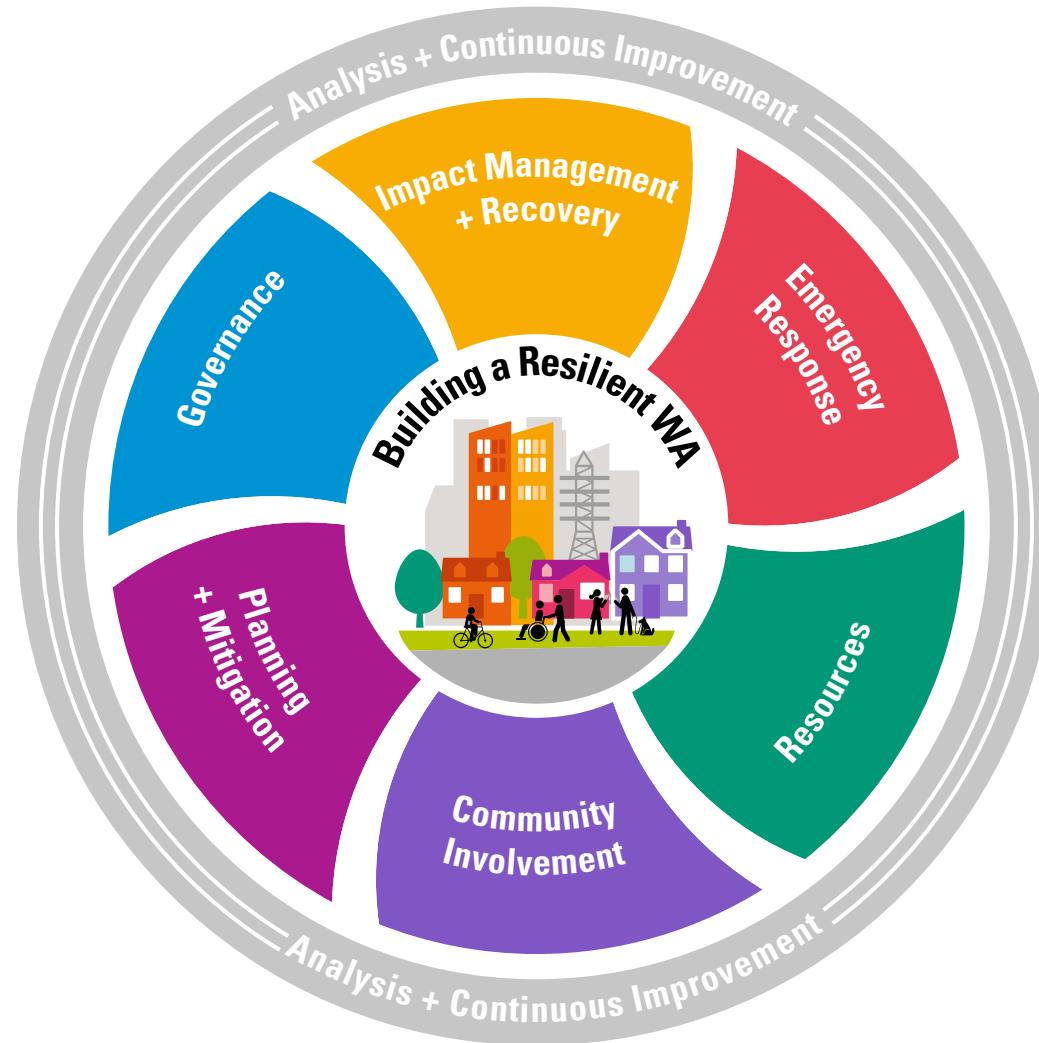 Analysis + Continuous Improvement
Impact Management
+ Recovery
Emergency
Response
Governance
Building a Resilient WA
Planning
+ Mitigation
Resources
Community
Involvement
Analysis + Continuous Improvement